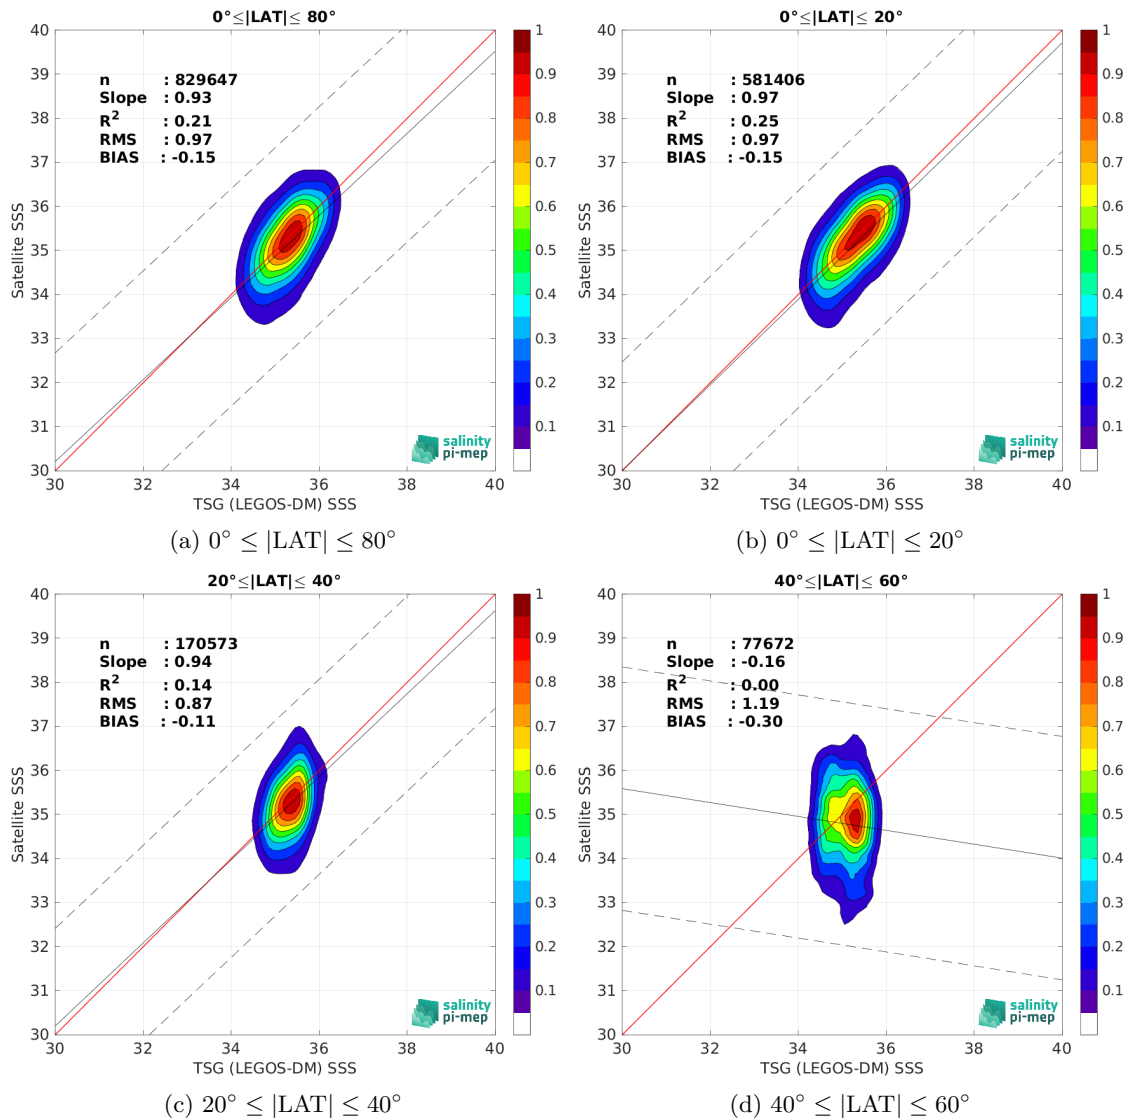 0°≤|LAT|≤ 80°
40
39
38
37
36
35
34
33
32
31
30
Satellite SSS
n : 829647
Slope : 0.93
R² : 0.21
RMS : 0.97
BIAS : -0.15
salinity
pi-mep
30 32 34 36 38 40
TSG (LEGOS-DM) SSS
1
0.9
0.8
0.7
0.6
0.5
0.4
0.3
0.2
0.1
(a) 0° ≤ |LAT| ≤ 80°
0°≤|LAT|≤ 20°
40
39
38
37
36
35
34
33
32
31
30
Satellite SSS
n : 581406
Slope : 0.97
R² : 0.25
RMS : 0.97
BIAS : -0.15
salinity
pi-mep
30 32 34 36 38 40
TSG (LEGOS-DM) SSS
1
0.9
0.8
0.7
0.6
0.5
0.4
0.3
0.2
0.1
(b) 0° ≤ |LAT| ≤ 20°
20°≤|LAT|≤ 40°
40
39
38
37
36
35
34
33
32
31
30
Satellite SSS
n : 170573
Slope : 0.94
R² : 0.14
RMS : 0.87
BIAS : -0.11
salinity
pi-mep
30 32 34 36 38 40
TSG (LEGOS-DM) SSS
1
0.9
0.8
0.7
0.6
0.5
0.4
0.3
0.2
0.1
(c) 20° ≤ |LAT| ≤ 40°
40°≤|LAT|≤ 60°
40
39
38
37
36
35
34
33
32
31
30
Satellite SSS
n : 77672
Slope : -0.16
R² : 0.00
RMS : 1.19
BIAS : -0.30
salinity
pi-mep
30 32 34 36 38 40
TSG (LEGOS-DM) SSS
1
0.9
0.8
0.7
0.6
0.5
0.4
0.3
0.2
0.1
(d) 40° ≤ |LAT| ≤ 60°